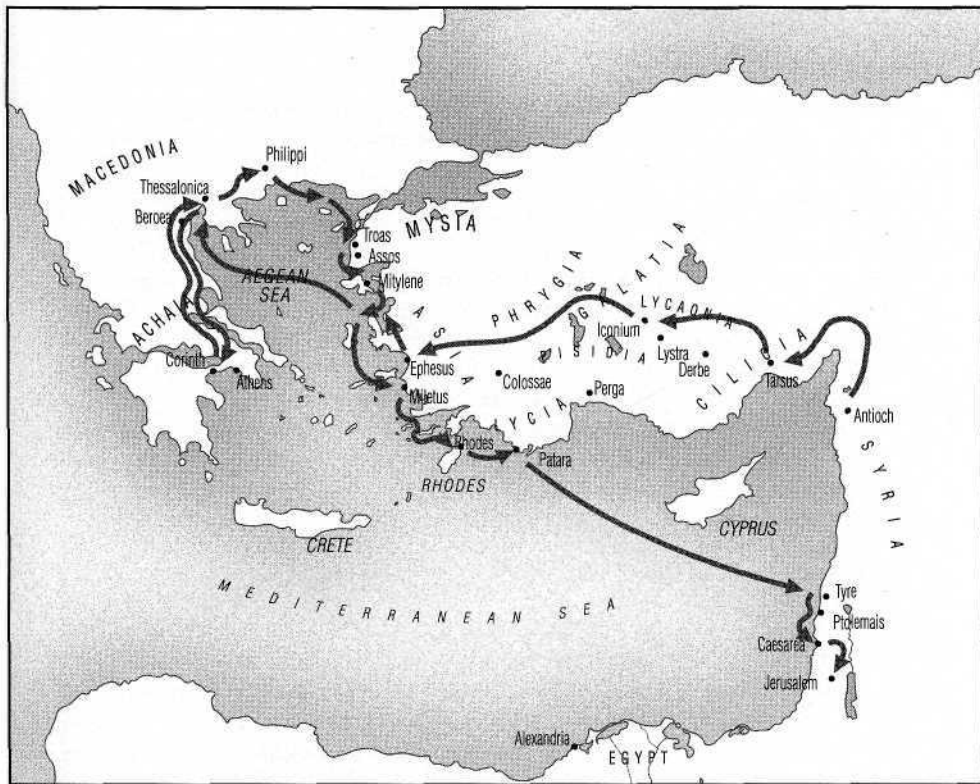 MACEDONIA
Philippi
Thessalonica
Beroea
MYSTA
Troas
Assos
Mitylene
AEGEAN
SEA
ACHAIA
Corinth
Athens
ASIA
PHRYGIA
GALATIA
LYCAONIA
Iconium
Lystra
Derbe
PISIDIA
CILICIA
Tarsus
Antioch
SYRIA
Ephesus
Miletus
Colossae
Perga
LYCIA
Rhodes
RHODES
Patara
CRETE
CYPRUS
MEDITERRANEAN SEA
Tyre
Ptolemais
Caesarea
Jerusalem
Alexandria
EGYPT